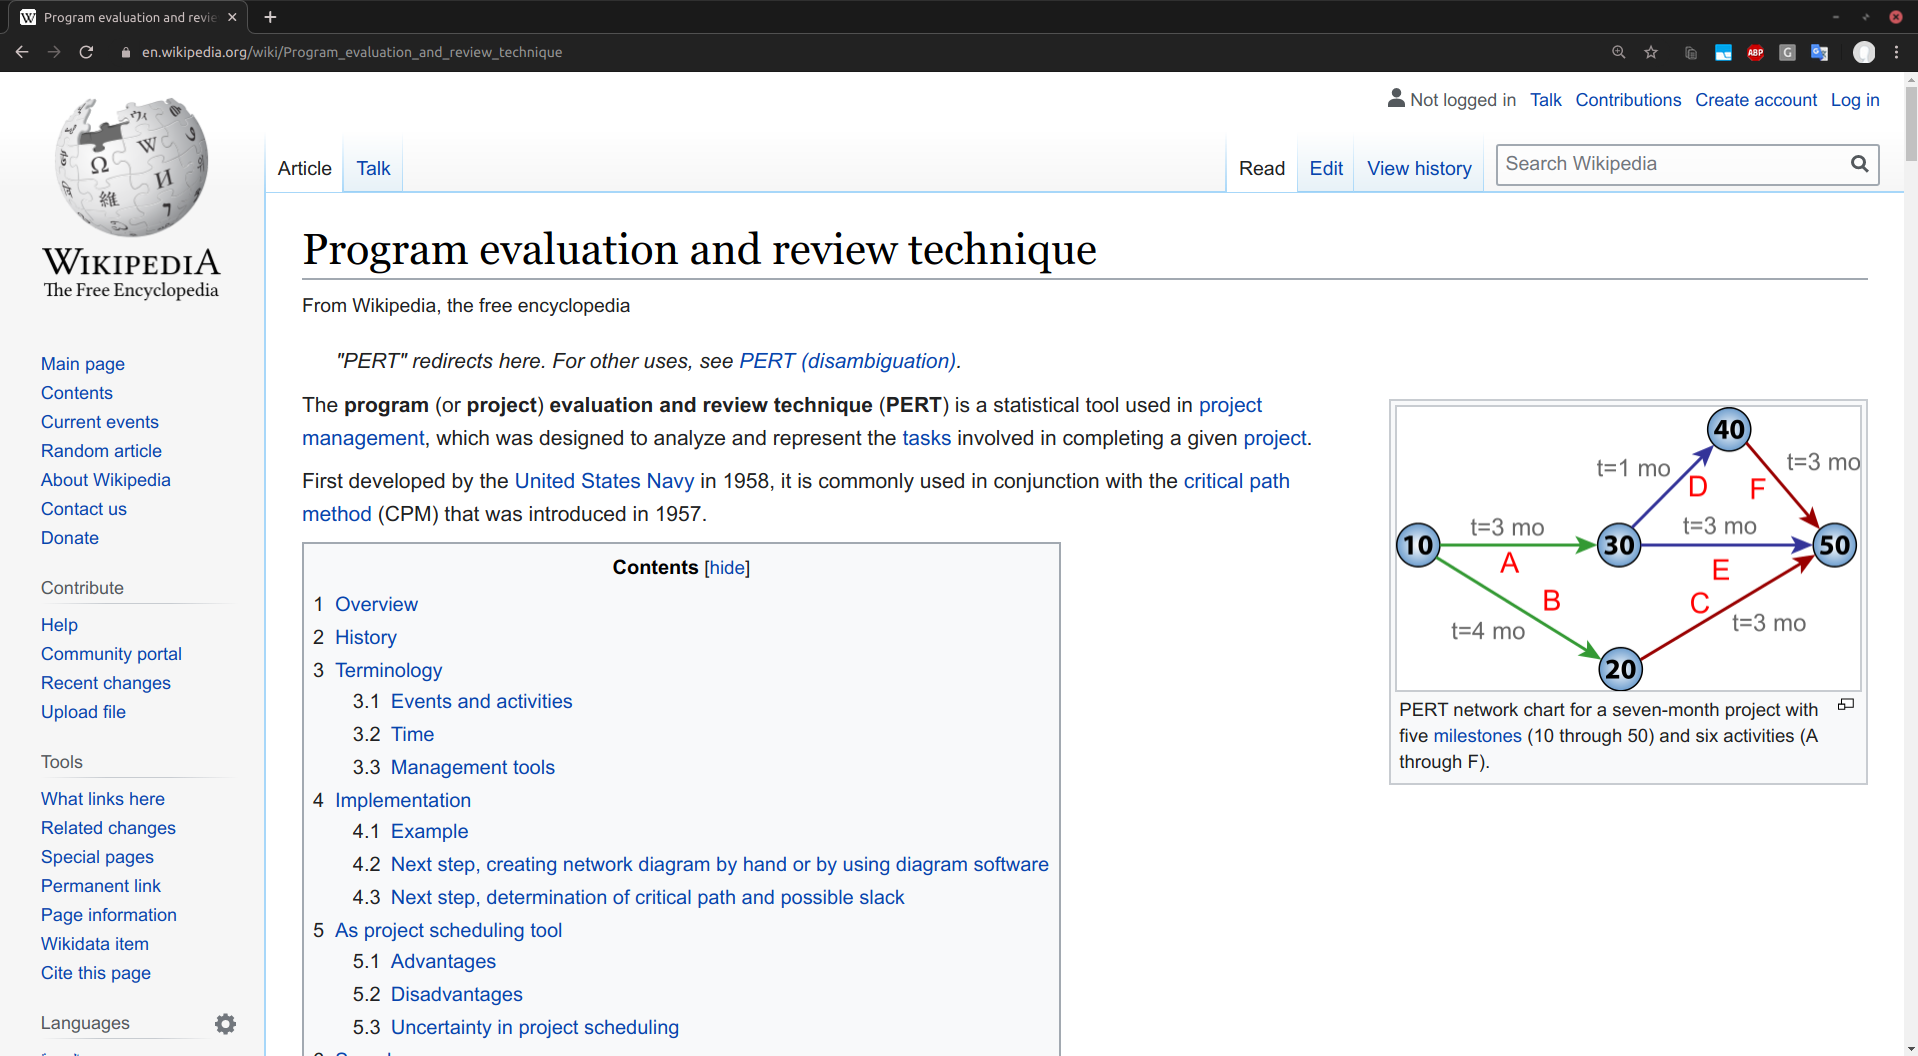 Program evaluation and revie
en.wikipedia.org/wiki/Program_evaluation_and_review_technique
ABP
G
Not logged in Talk Contributions Create account Log in
Article Talk
Read Edit View history
Search Wikipedia
WIKIPEDIA
The Free Encyclopedia
Main page
Contents
Current events
Random article
About Wikipedia
Contact us
Donate
Contribute
Help
Community portal
Recent changes
Upload file
Tools
What links here
Related changes
Special pages
Permanent link
Page information
Wikidata item
Cite this page
Languages
Program evaluation and review technique
From Wikipedia, the free encyclopedia
"PERT" redirects here. For other uses, see PERT (disambiguation).
The program (or project) evaluation and review technique (PERT) is a statistical tool used in project
management, which was designed to analyze and represent the tasks involved in completing a given project.
First developed by the United States Navy in 1958, it is commonly used in conjunction with the critical path
method (CPM) that was introduced in 1957.
Contents [hide]
1 Overview
2 History
3 Terminology
3.1 Events and activities
3.2 Time
3.3 Management tools
4 Implementation
4.1 Example
4.2 Next step, creating network diagram by hand or by using diagram software
4.3 Next step, determination of critical path and possible slack
5 As project scheduling tool
5.1 Advantages
5.2 Disadvantages
5.3 Uncertainty in project scheduling
40
t=1 mo
t=3 mo
D
F
t=3 mo
t=3 mo
10
30
50
A
E
B
C
t=4 mo
t=3 mo
20
PERT network chart for a seven-month project with
five milestones (10 through 50) and six activities (A
through F).